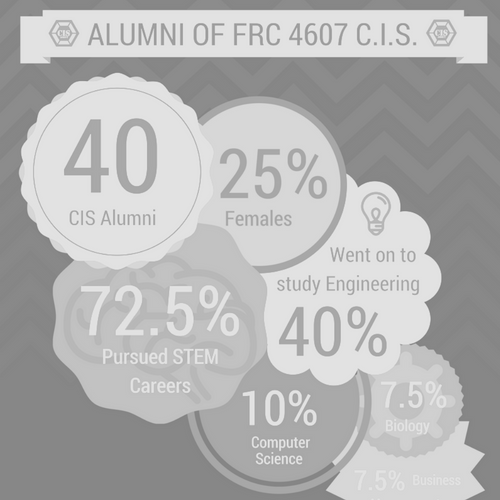 ALUMNI OF FRC 4607 C.I.S.
40
CIS Alumni
25%
Females
Went on to
study Engineering
40%
72.5%
Pursued STEM
Careers
10%
Computer
Science
7.5%
Biology
7.5% Business